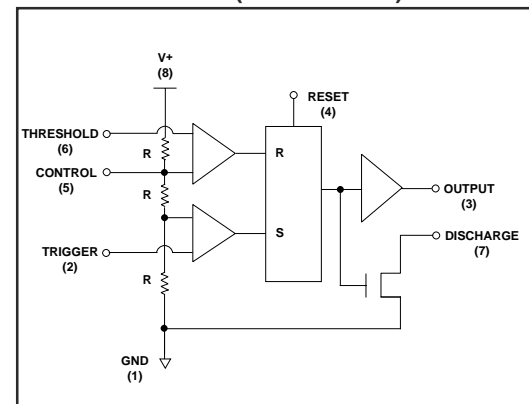 V+
(8)
RESET
(4)
THRESHOLD
(6)
R
R
CONTROL
(5)
R
OUTPUT
(3)
S
DISCHARGE
(7)
TRIGGER
(2)
R
GND
(1)